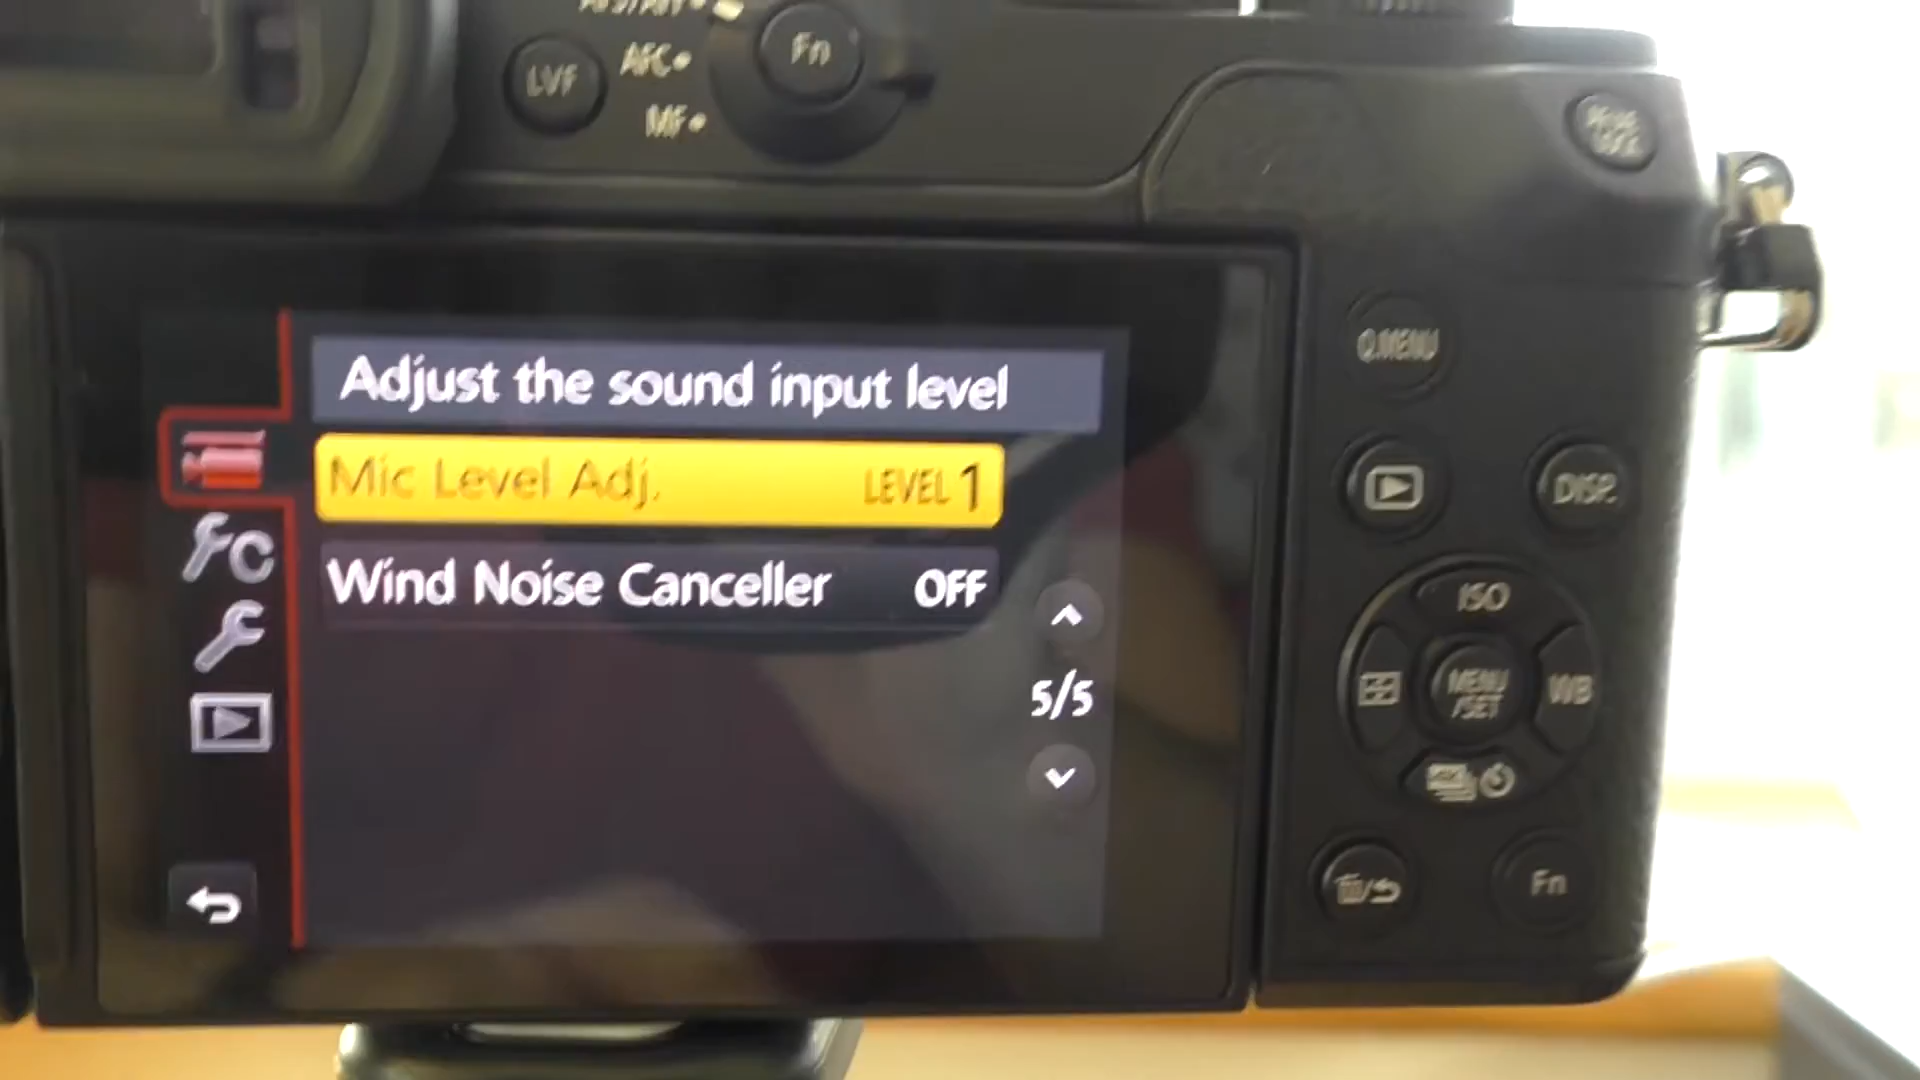 LVF
AFC
MF
Fn
Q.MENU
DISP.
Adjust the sound input level
Mic Level Adj. LEVEL 1
Wind Noise Canceller OFF
C
5/5
ISO
MENU
/SET
WB
Fn